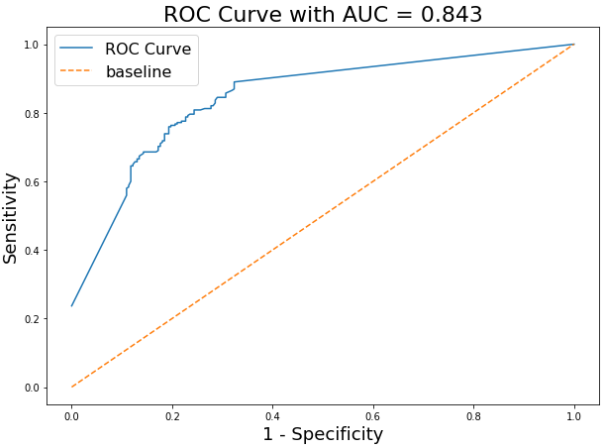 ROC Curve with AUC = 0.843
ROC Curve
baseline
1.0
0.8
0.6
0.4
0.2
0.0
Sensitivity
0.0 0.2 0.4 0.6 0.8 1.0
1 - Specificity